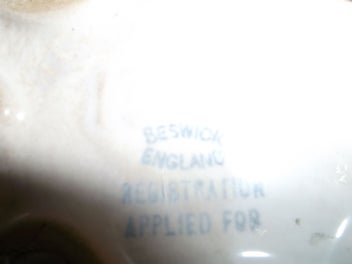 BESWICK
ENGLAND
REGISTRATION
APPLIED FOR